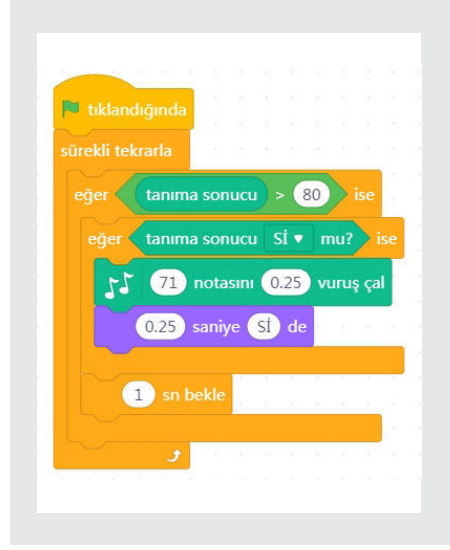 tıklandığında
sürekli tekrarla
eğer tanıma sonucu > 80 ise
eğer tanıma sonucu Sİ mu? ise
71 notasını 0.25 vuruş çal
0.25 saniye Sİ de
1 sn bekle